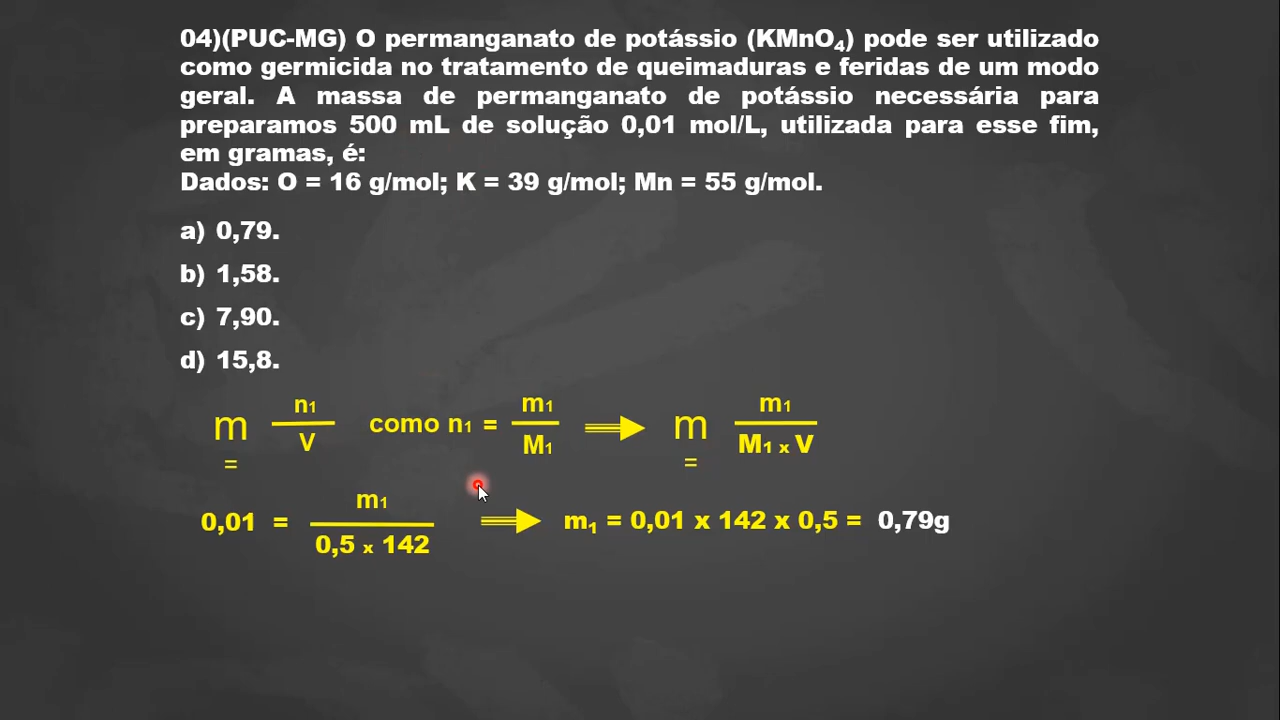 04)(PUC-MG) O permanganato de potássio (KMnO₄) pode ser utilizado
como germicida no tratamento de queimaduras e feridas de um modo
geral. A massa de permanganato de potássio necessária para
preparamos 500 mL de solução 0,01 mol/L, utilizada para esse fim,
em gramas, é:
Dados: O = 16 g/mol; K = 39 g/mol; Mn = 55 g/mol.
a) 0,79.
b) 1,58.
c) 7,90.
d) 15,8.
m = n₁ / V como n₁ = m₁ / M₁ ⟹ m = m₁ / M₁ x V
0,01 = m₁ / 0,5 x 142 ⟹ m₁ = 0,01 x 142 x 0,5 = 0,79g